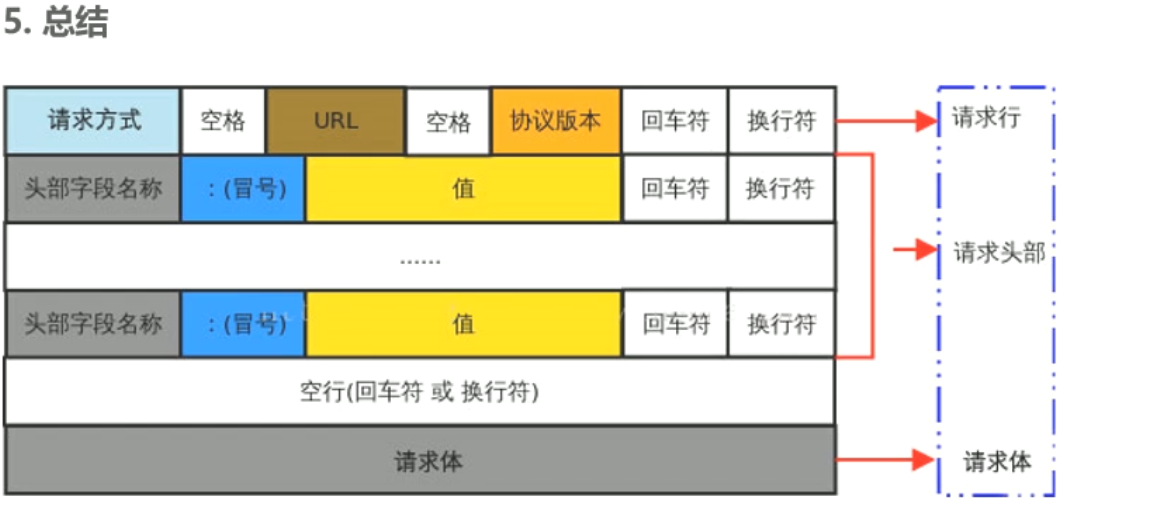 5. 总结
请求方式 空格 URL 空格 协议版本 回车符 换行符 请求行
头部字段名称 : (冒号) 值 回车符 换行符
...... 请求头部
头部字段名称 : (冒号) 值 回车符 换行符
空行(回车符 或 换行符)
请求体 请求体